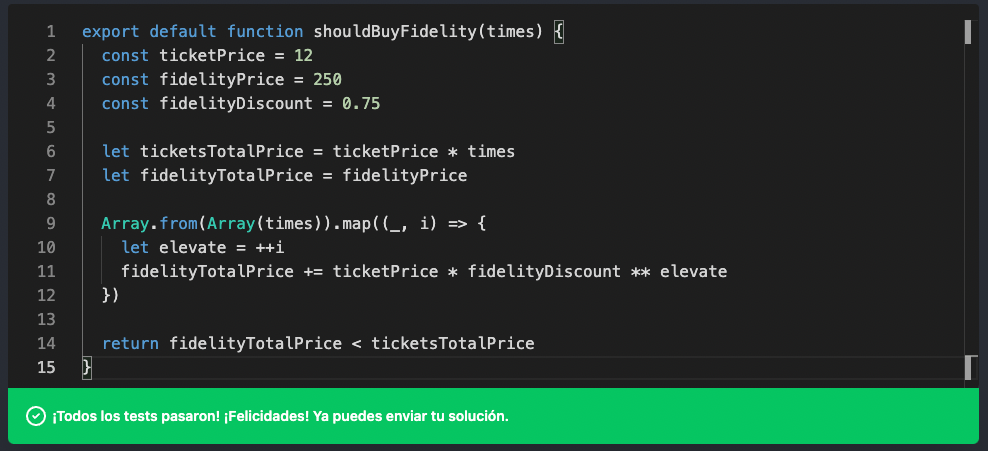 1 export default function shouldBuyFidelity(times) {
2 const ticketPrice = 12
3 const fidelityPrice = 250
4 const fidelityDiscount = 0.75
5
6 let ticketsTotalPrice = ticketPrice * times
7 let fidelityTotalPrice = fidelityPrice
8
9 Array.from(Array(times)).map((_, i) => {
10 let elevate = ++i
11 fidelityTotalPrice += ticketPrice * fidelityDiscount ** elevate
12 })
13
14 return fidelityTotalPrice < ticketsTotalPrice
15 }
¡Todos los tests pasaron! ¡Felicidades! Ya puedes enviar tu solución.